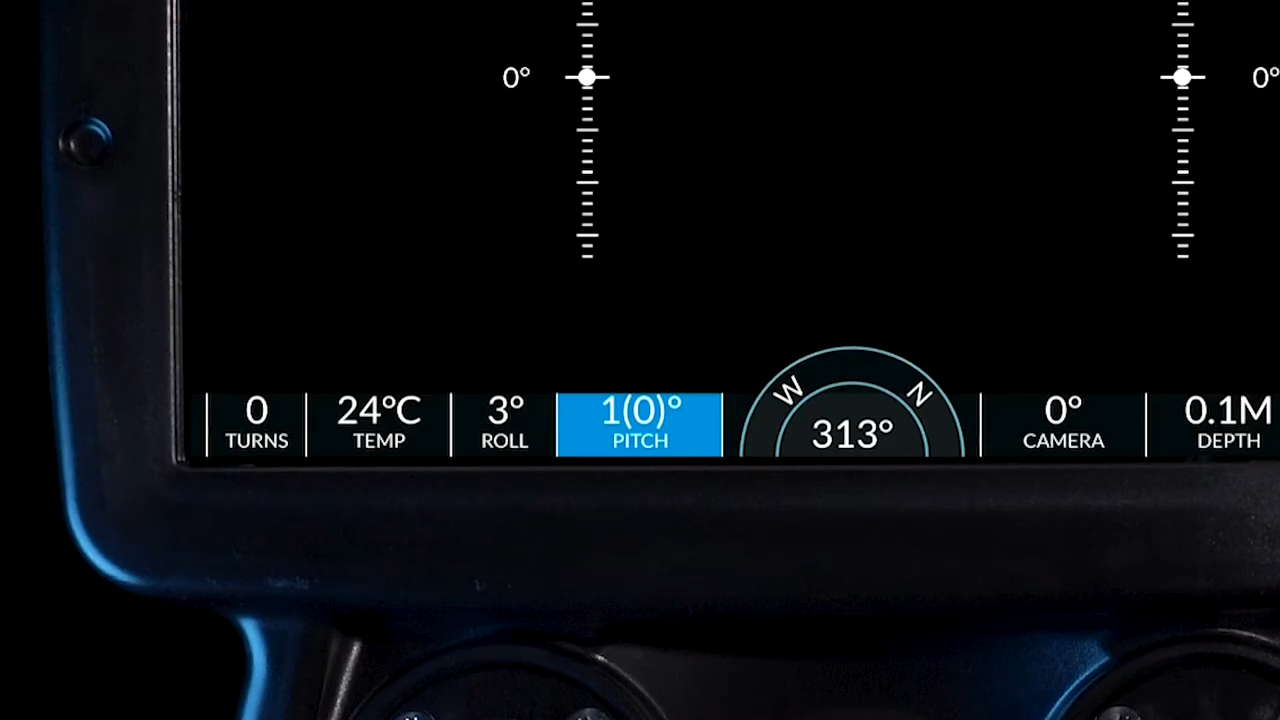 0° 0°
0 24°C 3° 1(0)° W N 313° 0° 0.1M
TURNS TEMP ROLL PITCH CAMERA DEPTH